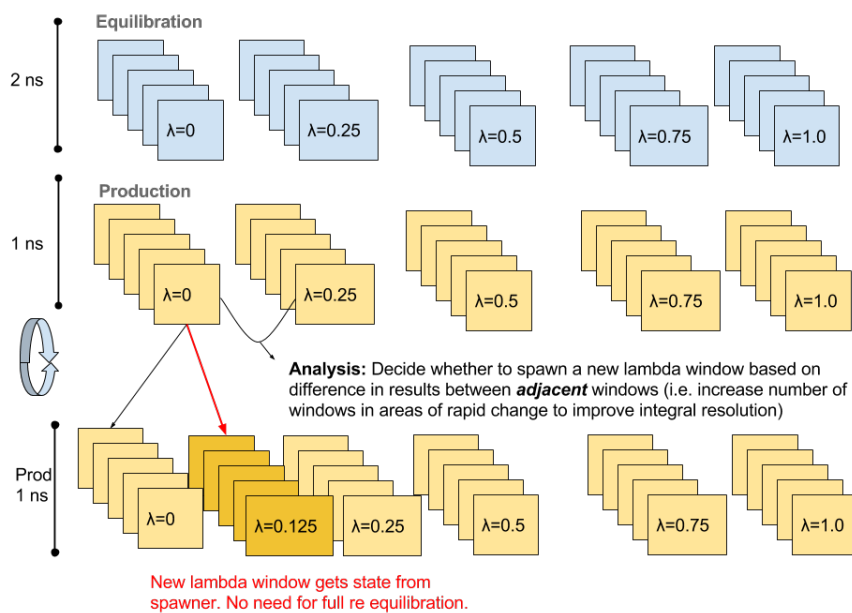 Equilibration
2 ns
λ=0
λ=0.25
λ=0.5
λ=0.75
λ=1.0
Production
1 ns
λ=0
λ=0.25
λ=0.5
λ=0.75
λ=1.0
Analysis: Decide whether to spawn a new lambda window based on
difference in results between adjacent windows (i.e. increase number of
windows in areas of rapid change to improve integral resolution)
Prod
1 ns
λ=0
λ=0.125
λ=0.25
λ=0.5
λ=0.75
λ=1.0
New lambda window gets state from
spawner. No need for full re equilibration.